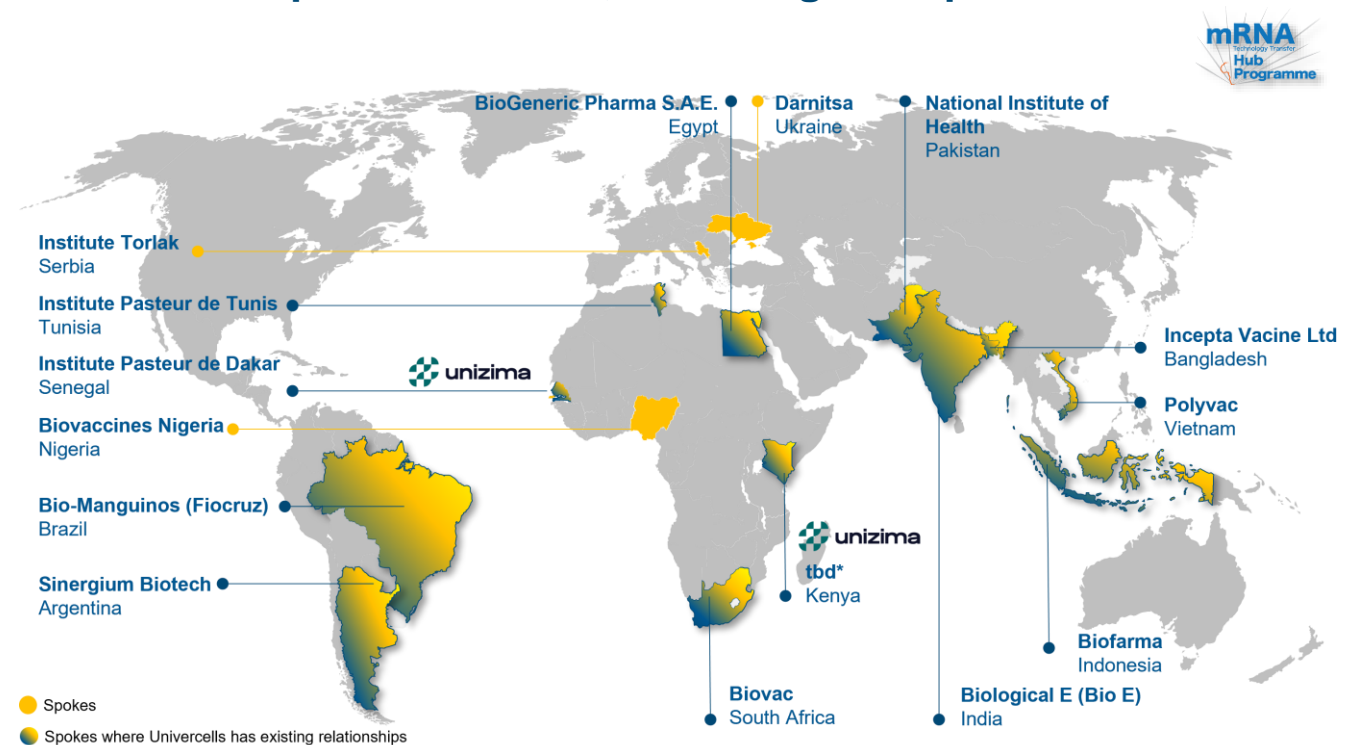 mRNA
Technology Transfer
Hub
Programme
BioGeneric Pharma S.A.E.
Egypt
Darnitsa
Ukraine
National Institute of
Health
Pakistan
Institute Torlak
Serbia
Institute Pasteur de Tunis
Tunisia
Institute Pasteur de Dakar
Senegal
unizima
Biovaccines Nigeria
Nigeria
Bio-Manguinos (Fiocruz)
Brazil
Sinergium Biotech
Argentina
Incepta Vacine Ltd
Bangladesh
Polyvac
Vietnam
unizima
tbd*
Kenya
Biofarma
Indonesia
Biovac
South Africa
Biological E (Bio E)
India
Spokes
Spokes where Univercells has existing relationships